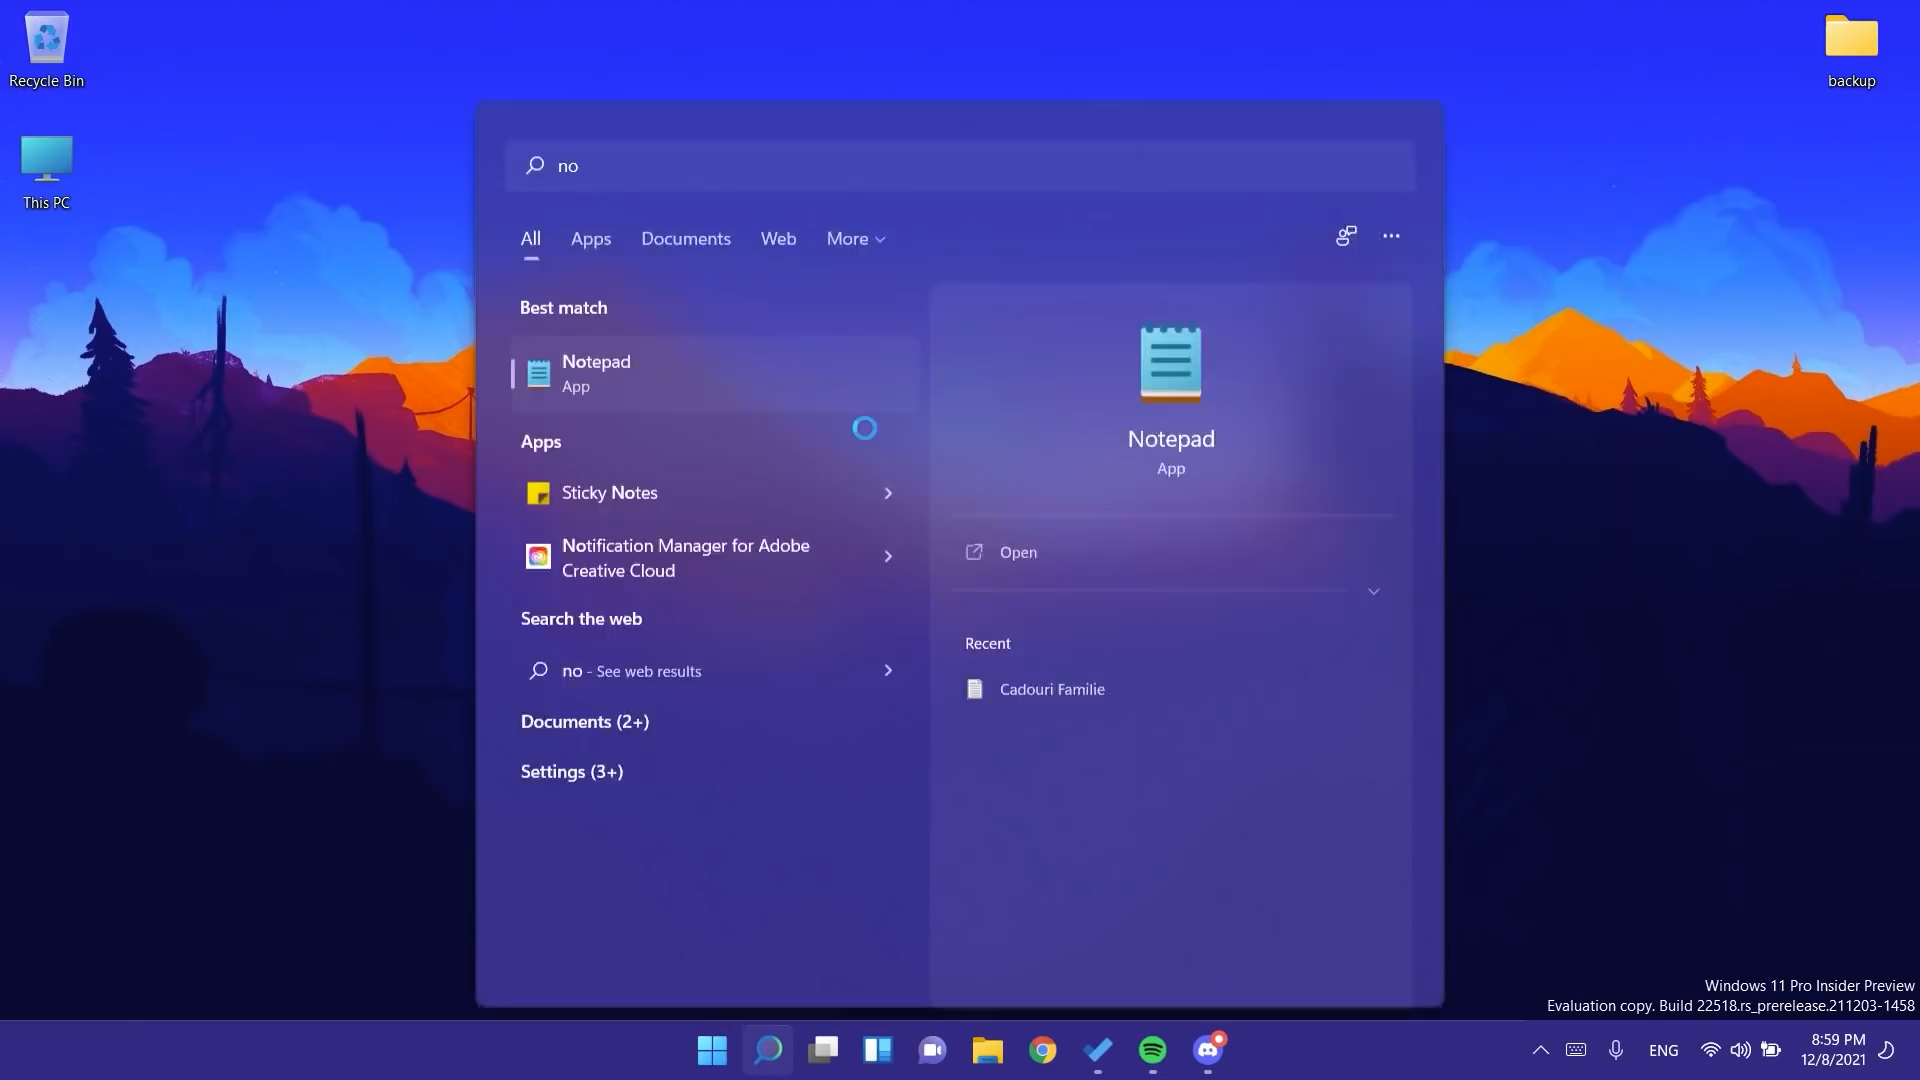 Recycle Bin
This PC
backup
no
All Apps Documents Web More
Best match
Notepad
App
Apps
Sticky Notes
Notification Manager for Adobe
Creative Cloud
Search the web
no - See web results
Documents (2+)
Settings (3+)
Notepad
App
Open
Recent
Cadouri Familie
Windows 11 Pro Insider Preview
Evaluation copy. Build 22518.rs_prerelease.211203-1458
ENG
8:59 PM
12/8/2021